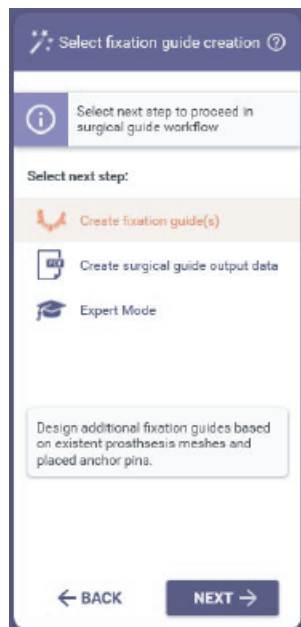 Select fixation guide creation
Select next step to proceed in
surgical guide workflow
Select next step:
Create fixation guide(s)
Create surgical guide output data
Expert Mode
Design additional fixation guides based
on existent prosthsesis meshes and
placed anchor pins.
BACK
NEXT